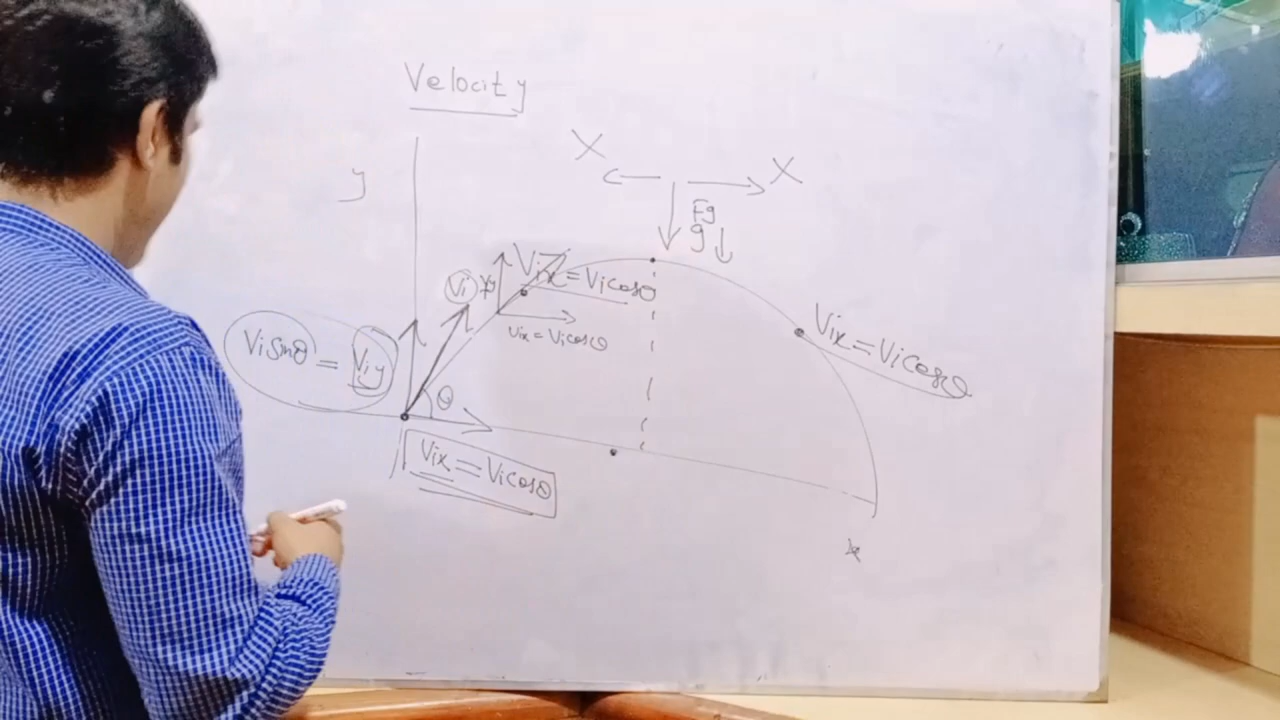 Velocity
y
X
X
Fg
g
Vi
Vix = Vicosθ
Vix = Vicosθ
Vix = Vicosθ
Visinθ = Viy
θ
Vix = Vicosθ